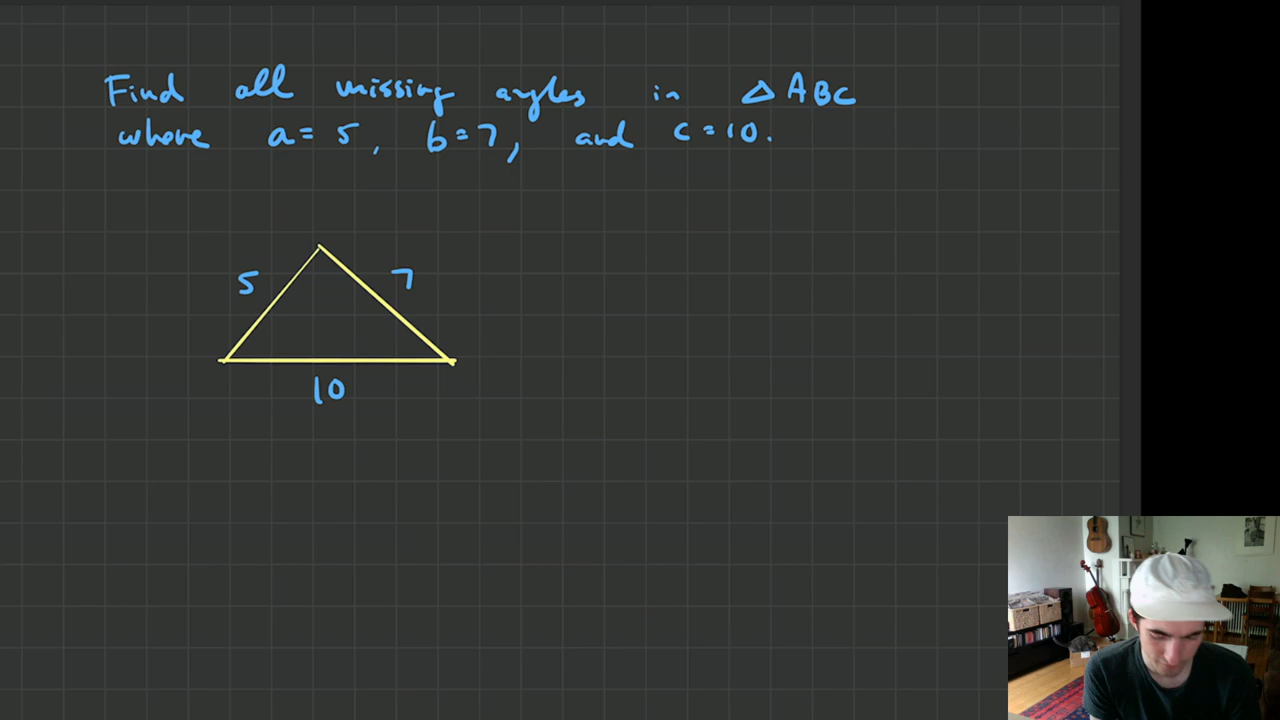 Find all missing angles in △ABC
where a = 5, b = 7, and c = 10.
5
7
10